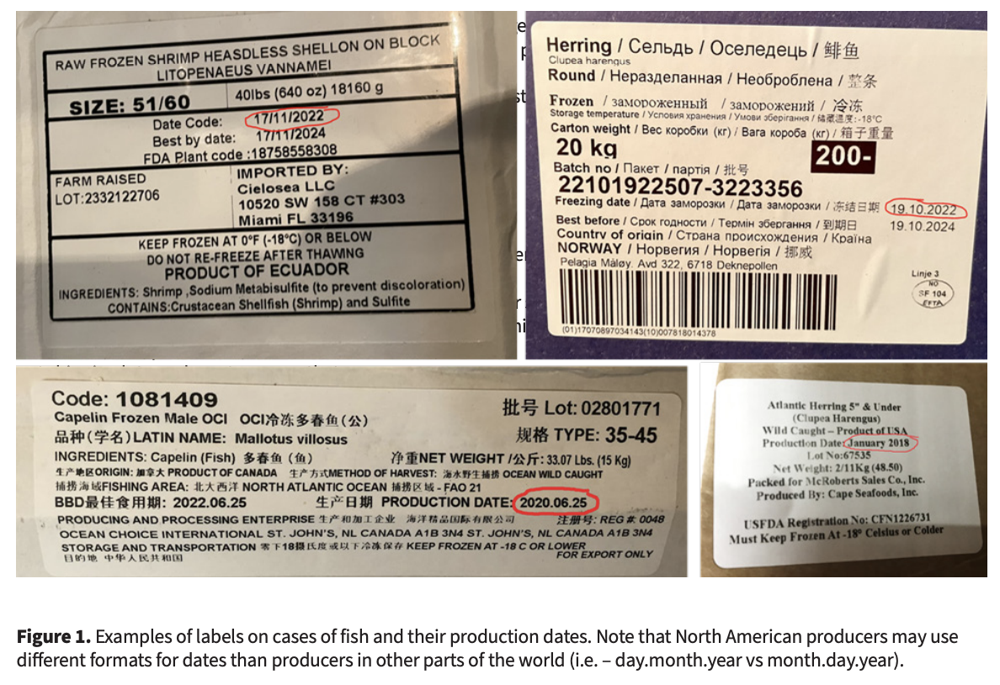 RAW FROZEN SHRIMP HEASDLESS SHELLON ON BLOCK
LITOPENAEUS VANNAMEI
SIZE: 51/60
40lbs (640 oz) 18160 g
Date Code: 17/11/2022
Best by date: 17/11/2024
FDA Plant code :18758558308
FARM RAISED
LOT:2332122706
IMPORTED BY:
Cielosea LLC
10520 SW 158 CT #303
Miami FL 33196
KEEP FROZEN AT 0°F (-18°C) OR BELOW
DO NOT RE-FREEZE AFTER THAWING
PRODUCT OF ECUADOR
INGREDIENTS: Shrimp ,Sodium Metabisulfite (to prevent discoloration)
CONTAINS:Crustacean Shellfish (Shrimp) and Sulfite
Herring / Сельдь / Оселедець / 鲱鱼
Clupea harengus
Round / Неразделанная / Необроблена / 整条
Frozen / замороженный / заморожений / 冷冻
Storage temperature / Условия хранения / Умови зберігання / 储藏温度:-18°C
Carton weight / Вес коробки (кг) / Вага короба (кг) / 箱子重量
20 kg
200-
Batch no / Пакет / партія / 批号
22101922507-3223356
Freezing date / Дата заморозки / Дата заморозки / 冻结日期 19.10.2022
Best before / Срок годности / Термін збергання / 到期日 19.10.2024
Country of origin / Страна происхождения / Країна
NORWAY / Норвегия / Норвегія / 挪威
Pelagia Måløy. Avd 322, 6718 Deknepollen
Linje 3
NO
SF 104
EFTA
(01)17070897034143(10)007818014378
Code: 1081409
批号 Lot: 02801771
Capelin Frozen Male OCI OCI冷冻多春鱼(公)
品种(学名)LATIN NAME: Mallotus villosus
规格 TYPE: 35-45
INGREDIENTS: Capelin (Fish) 多春鱼 (鱼)
净重NET WEIGHT /公斤: 33.07 Lbs. (15 Kg)
生产地区ORIGIN: 加拿大 PRODUCT OF CANADA 生产方式METHOD OF HARVEST: 海水野生捕捞 OCEAN WILD CAUGHT
捕捞海域FISHING AREA: 北大西洋 NORTH ATLANTIC OCEAN 捕捞区域 - FAO 21
BBD最佳食用期: 2022.06.25 生产日期 PRODUCTION DATE: 2020.06.25
PRODUCING AND PROCESSING ENTERPRISE 生产和加工企业 海洋精品国际有限公司 注册号: REG #: 0048
OCEAN CHOICE INTERNATIONAL ST. JOHN'S, NL CANADA A1B 3N4 ST. JOHN'S, NL CANADA A1B 3N4
STORAGE AND TRANSPORTATION 零下18摄氏度或以下冷冻保存 KEEP FROZEN AT -18 C OR LOWER
目的地 中华人民共和国
FOR EXPORT ONLY
Atlantic Herring 5" & Under
(Clupea Harengus)
Wild Caught – Product of USA
Production Date: January 2018
Lot No:67535
Net Weight: 2/11Kg (48.50)
Packed for McRoberts Sales Co., Inc.
Produced By: Cape Seafoods, Inc.
USFDA Registration No: CFN1226731
Must Keep Frozen At -18° Celsius or Colder
Figure 1. Examples of labels on cases of fish and their production dates. Note that North American producers may use
different formats for dates than producers in other parts of the world (i.e. – day.month.year vs month.day.year).